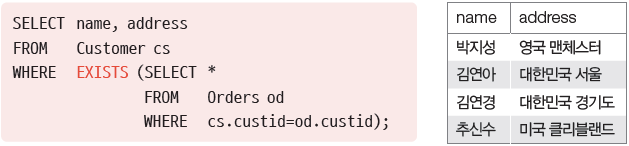 SELECT name, address
FROM Customer cs
WHERE EXISTS (SELECT *
FROM Orders od
WHERE cs.custid=od.custid);
name address
박지성 영국 맨체스터
김연아 대한민국 서울
김연경 대한민국 경기도
추신수 미국 클리블랜드